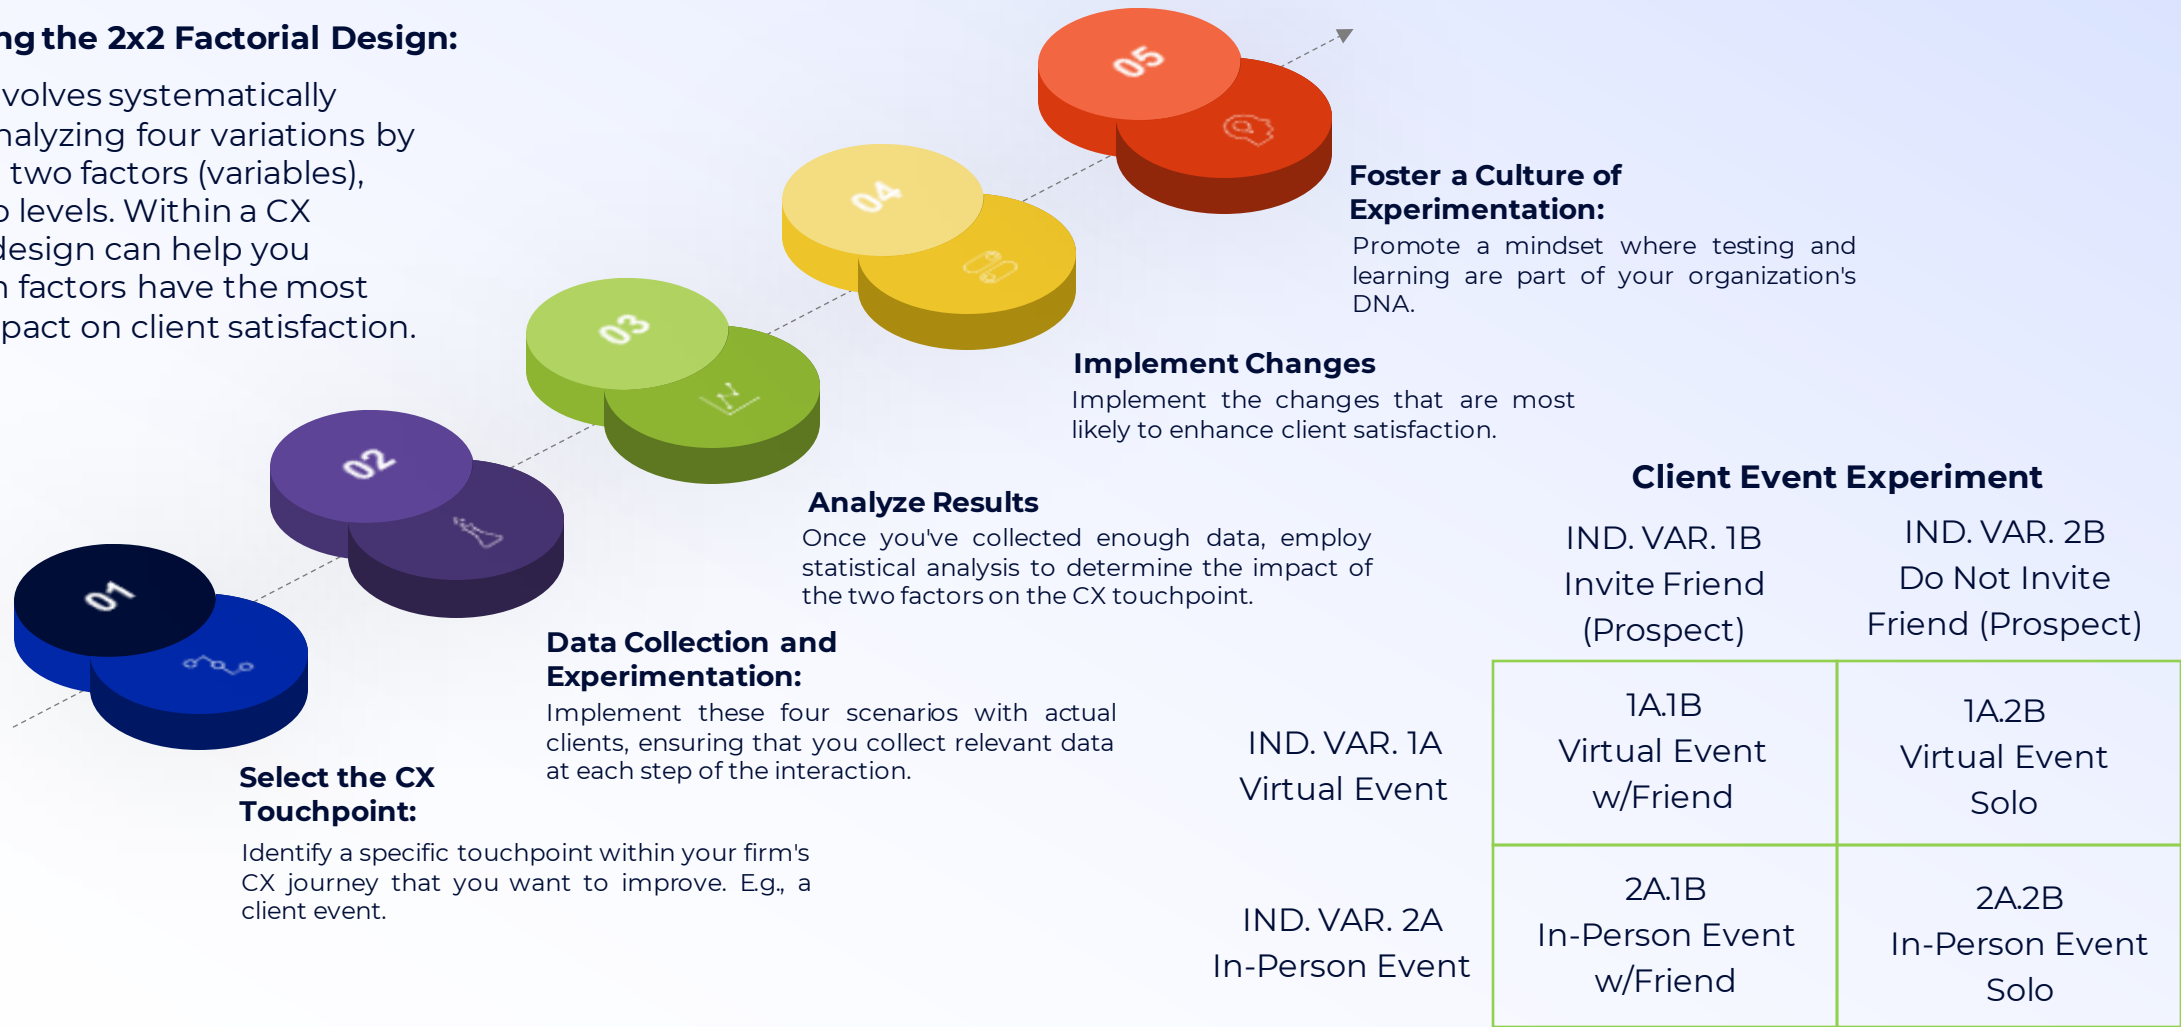 ng the 2x2 Factorial Design:
volves systematically
nalyzing four variations by
two factors (variables),
o levels. Within a CX
design can help you
n factors have the most
pact on client satisfaction.
05
Foster a Culture of
Experimentation:
Promote a mindset where testing and
learning are part of your organization's
DNA.
04
Implement Changes
Implement the changes that are most
likely to enhance client satisfaction.
03
Analyze Results
Once you've collected enough data, employ
statistical analysis to determine the impact of
the two factors on the CX touchpoint.
02
Data Collection and
Experimentation:
Implement these four scenarios with actual
clients, ensuring that you collect relevant data
at each step of the interaction.
01
Select the CX
Touchpoint:
Identify a specific touchpoint within your firm's
CX journey that you want to improve. E.g., a
client event.
Client Event Experiment
IND. VAR. 1B
Invite Friend
(Prospect)
IND. VAR. 2B
Do Not Invite
Friend (Prospect)
IND. VAR. 1A
Virtual Event
1A.1B
Virtual Event
w/Friend
1A.2B
Virtual Event
Solo
IND. VAR. 2A
In-Person Event
2A.1B
In-Person Event
w/Friend
2A.2B
In-Person Event
Solo